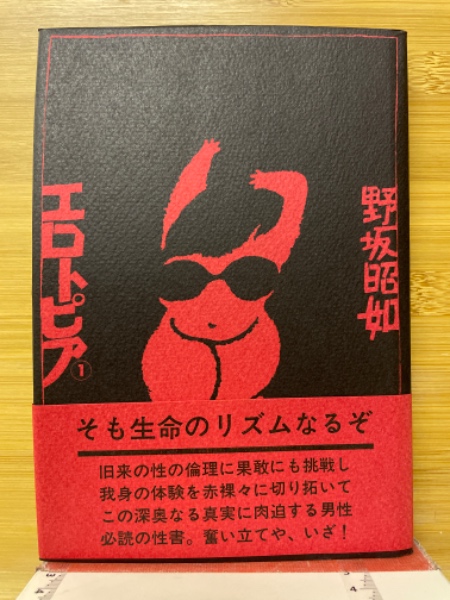 野坂昭如
エロトピア①
そも生命のリズムなるぞ
旧来の性の倫理に果敢にも挑戦し
我身の体験を赤裸々に切り拓いて
この深奥なる真実に肉迫する男性
必読の性書。奮い立てや、いざ！